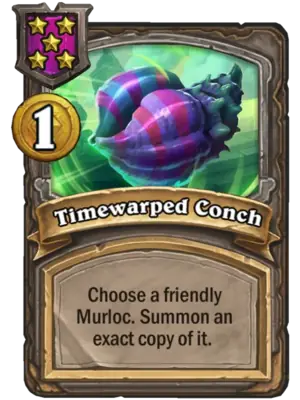 1
Timewarped Conch
Choose a friendly
Murloc. Summon an
exact copy of it.